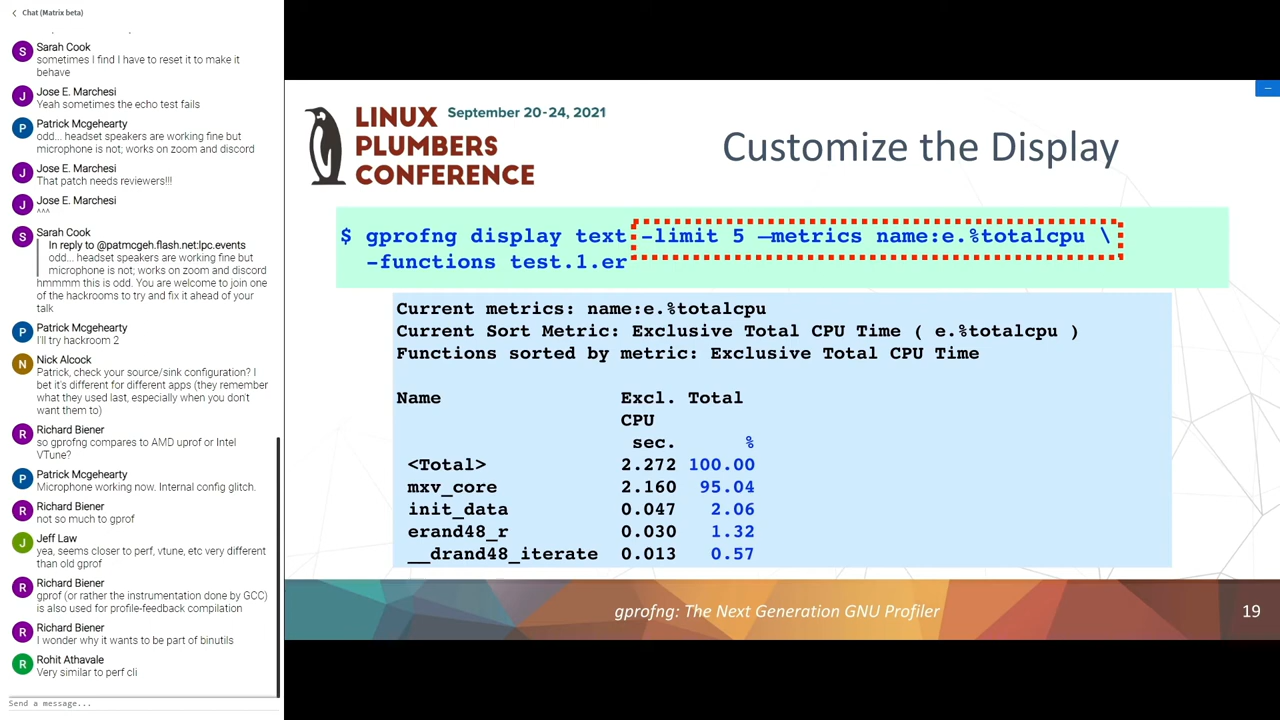 Chat (Matrix beta)
S
Sarah Cook
sometimes I find I have to reset it to make it
behave
J
Jose E. Marchesi
Yeah sometimes the echo test fails
P
Patrick Mcgehearty
odd... headset speakers are working fine but
microphone is not; works on zoom and discord
J
Jose E. Marchesi
That patch needs reviewers!!!
J
Jose E. Marchesi
^^^
S
Sarah Cook
In reply to @patmcgeh.flash.net:lpc.events
odd... headset speakers are working fine but
microphone is not; works on zoom and discord
hmmmm this is odd. You are welcome to join one
of the hackrooms to try and fix it ahead of your
talk
P
Patrick Mcgehearty
I'll try hackroom 2
N
Nick Alcock
Patrick, check your source/sink configuration? I
bet it's different for different apps (they remember
what they used last, especially when you don't
want them to)
R
Richard Biener
so gprofng compares to AMD uprof or Intel
VTune?
P
Patrick Mcgehearty
Microphone working now. Internal config glitch.
R
Richard Biener
not so much to gprof
J
Jeff Law
yea, seems closer to perf, vtune, etc very different
than old gprof
R
Richard Biener
gprof (or rather the instrumentation done by GCC)
is also used for profile-feedback compilation
R
Richard Biener
I wonder why it wants to be part of binutils
R
Rohit Athavale
Very similar to perf cli
Send a message...
LINUX
PLUMBERS
CONFERENCE
September 20-24, 2021
Customize the Display
$ gprofng display text -limit 5 —metrics name:e.%totalcpu \
-functions test.1.er
Current metrics: name:e.%totalcpu
Current Sort Metric: Exclusive Total CPU Time ( e.%totalcpu )
Functions sorted by metric: Exclusive Total CPU Time
Name Excl. Total
CPU
sec. %
<Total> 2.272 100.00
mxv_core 2.160 95.04
init_data 0.047 2.06
erand48_r 0.030 1.32
__drand48_iterate 0.013 0.57
gprofng: The Next Generation GNU Profiler
19